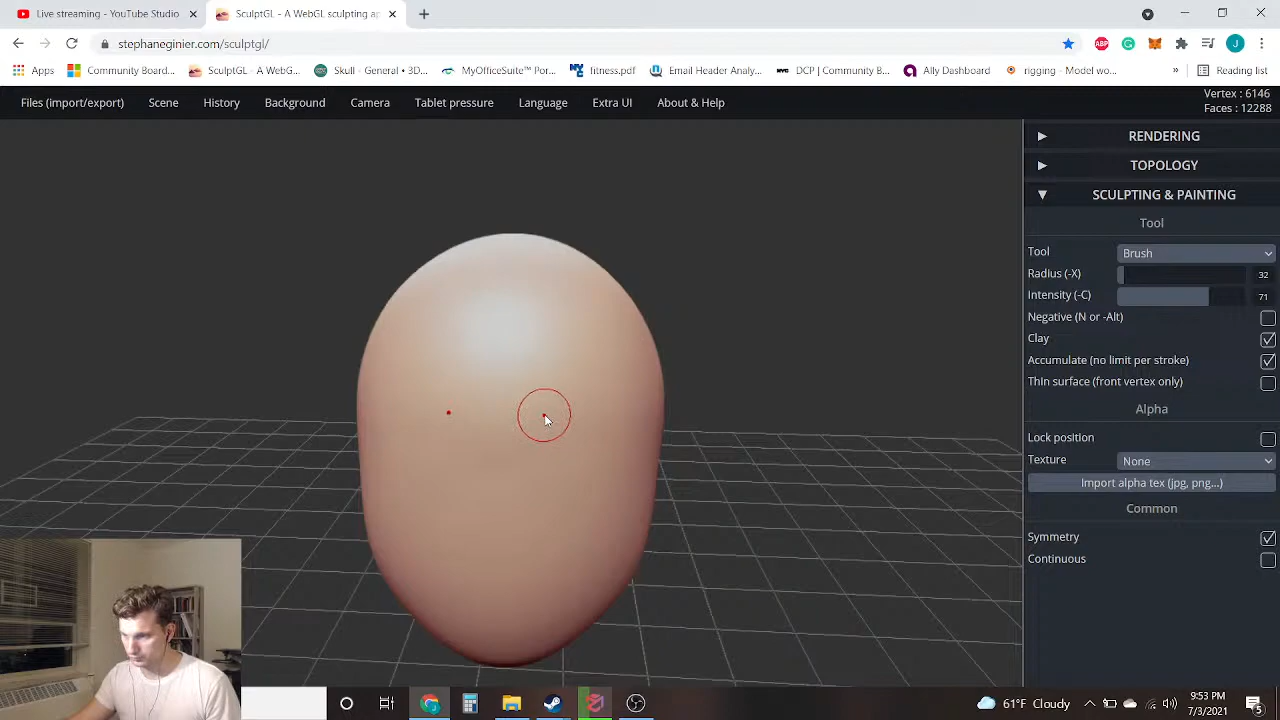 Live streaming - YouTube Studio
SculptGL - A WebGL sculpting ap
stephaneginier.com/sculptgl/
J
Apps
Community Board...
SculptGL - A WebG...
Skull - General • 3D...
MyOfficeSuite™ Por...
fitness.pdf
Email Header Analy...
DCP | Community B...
Ally Dashboard
rigging - Model wo...
»
Reading list
Files (import/export)
Scene
History
Background
Camera
Tablet pressure
Language
Extra UI
About & Help
Vertex : 6146
Faces : 12288
RENDERING
TOPOLOGY
SCULPTING & PAINTING
Tool
Tool
Brush
Radius (-X)
32
Intensity (-C)
71
Negative (N or -Alt)
Clay
Accumulate (no limit per stroke)
Thin surface (front vertex only)
Alpha
Lock position
Texture
None
Import alpha tex (jpg, png...)
Common
Symmetry
Continuous
61°F Cloudy
9:53 PM
7/3/2021